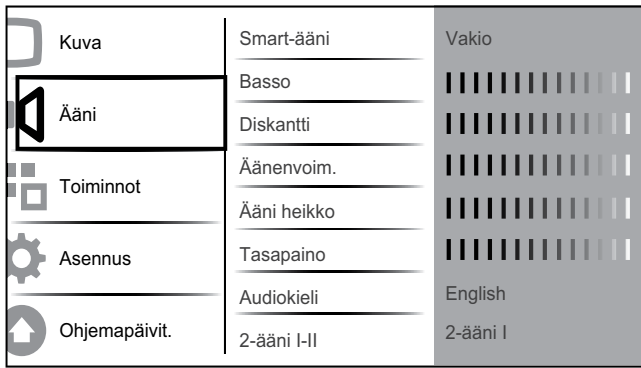 Kuva
Ääni
Toiminnot
Asennus
Ohjemapäivit.
Smart-ääni
Basso
Diskantti
Äänenvoim.
Ääni heikko
Tasapaino
Audiokieli
2-ääni I-II
Vakio
English
2-ääni I